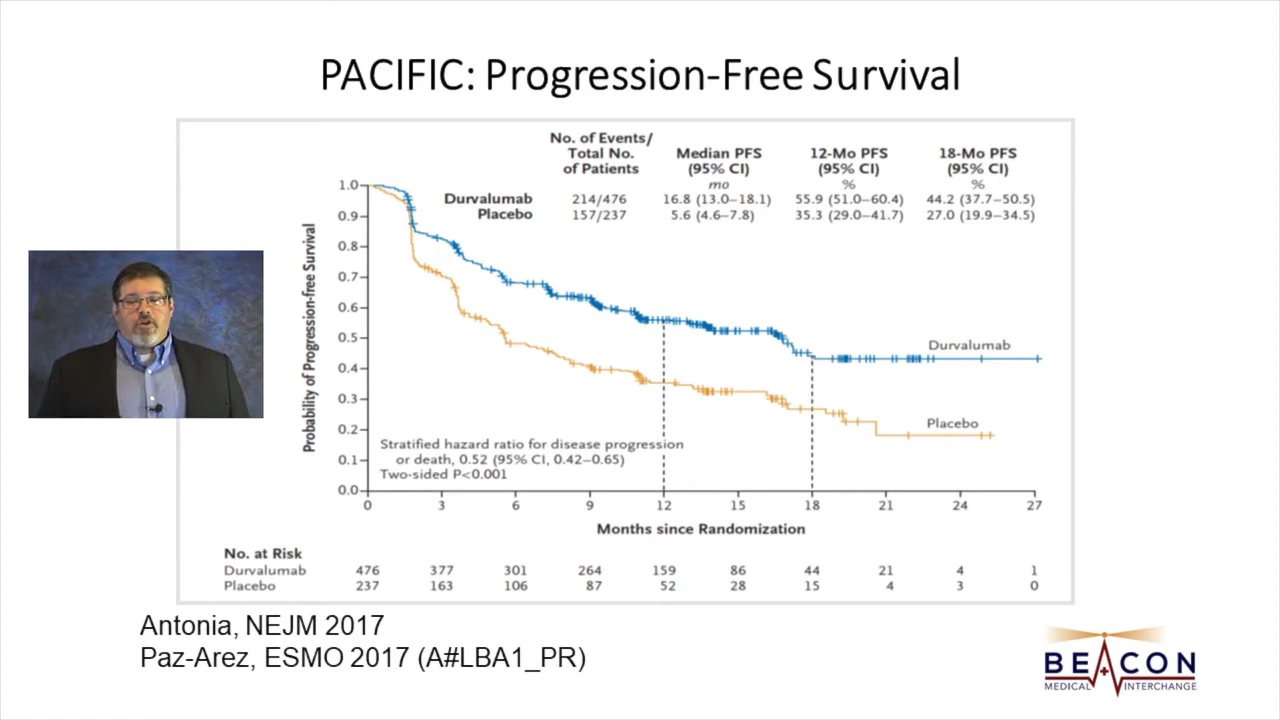 PACIFIC: Progression-Free Survival
No. of Events/
Total No. Median PFS 12-Mo PFS 18-Mo PFS
of Patients (95% CI) (95% CI) (95% CI)
mo % %
Durvalumab 214/476 16.8 (13.0–18.1) 55.9 (51.0–60.4) 44.2 (37.7–50.5)
Placebo 157/237 5.6 (4.6–7.8) 35.3 (29.0–41.7) 27.0 (19.9–34.5)
Probability of Progression-free Survival
1.0
0.9
0.8
0.7
0.6
0.5
0.4
0.3
0.2
0.1
0.0
Durvalumab
Placebo
Stratified hazard ratio for disease progression
or death, 0.52 (95% CI, 0.42–0.65)
Two-sided P<0.001
0 3 6 9 12 15 18 21 24 27
Months since Randomization
No. at Risk
Durvalumab 476 377 301 264 159 86 44 21 4 1
Placebo 237 163 106 87 52 28 15 4 3 0
Antonia, NEJM 2017
Paz-Arez, ESMO 2017 (A#LBA1_PR)
BEACON
MEDICAL INTERCHANGE